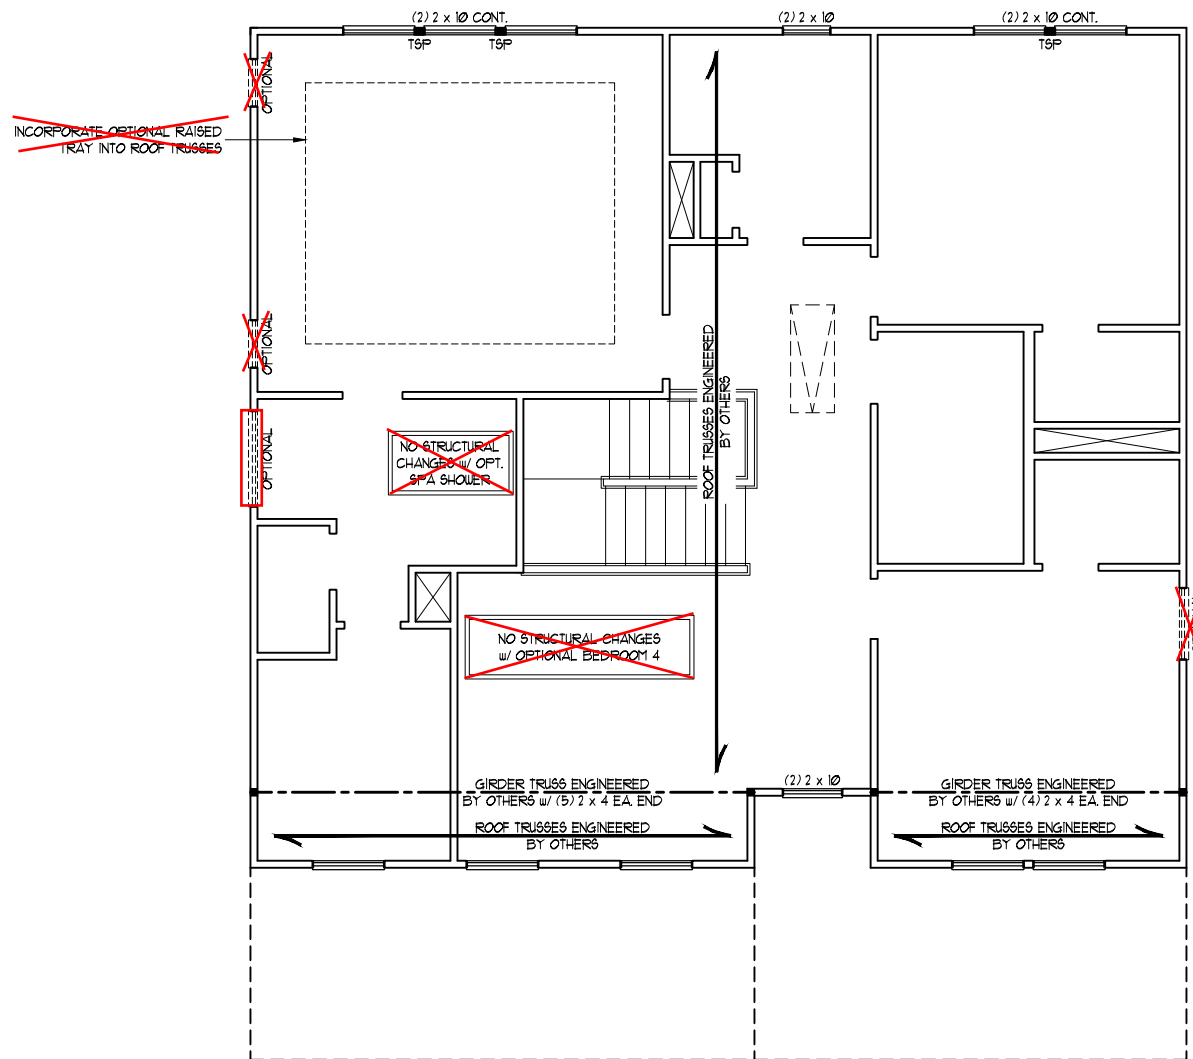 (2) 2 x 10 CONT.
(2) 2 x 10
(2) 2 x 10 CONT.
TSP
TSP
TSP
OPTIONAL
INCORPORATE OPTIONAL RAISED
TRAY INTO ROOF TRUSSES
OPTIONAL
ROOF TRUSSES ENGINEERED
BY OTHERS
OPTIONAL
NO STRUCTURAL
CHANGES w/ OPT.
SPA SHOWER
NO STRUCTURAL CHANGES
w/ OPTIONAL BEDROOM 4
GIRDER TRUSS ENGINEERED
BY OTHERS w/ (5) 2 x 4 EA. END
(2) 2 x 10
GIRDER TRUSS ENGINEERED
BY OTHERS w/ (4) 2 x 4 EA. END
ROOF TRUSSES ENGINEERED
BY OTHERS
ROOF TRUSSES ENGINEERED
BY OTHERS